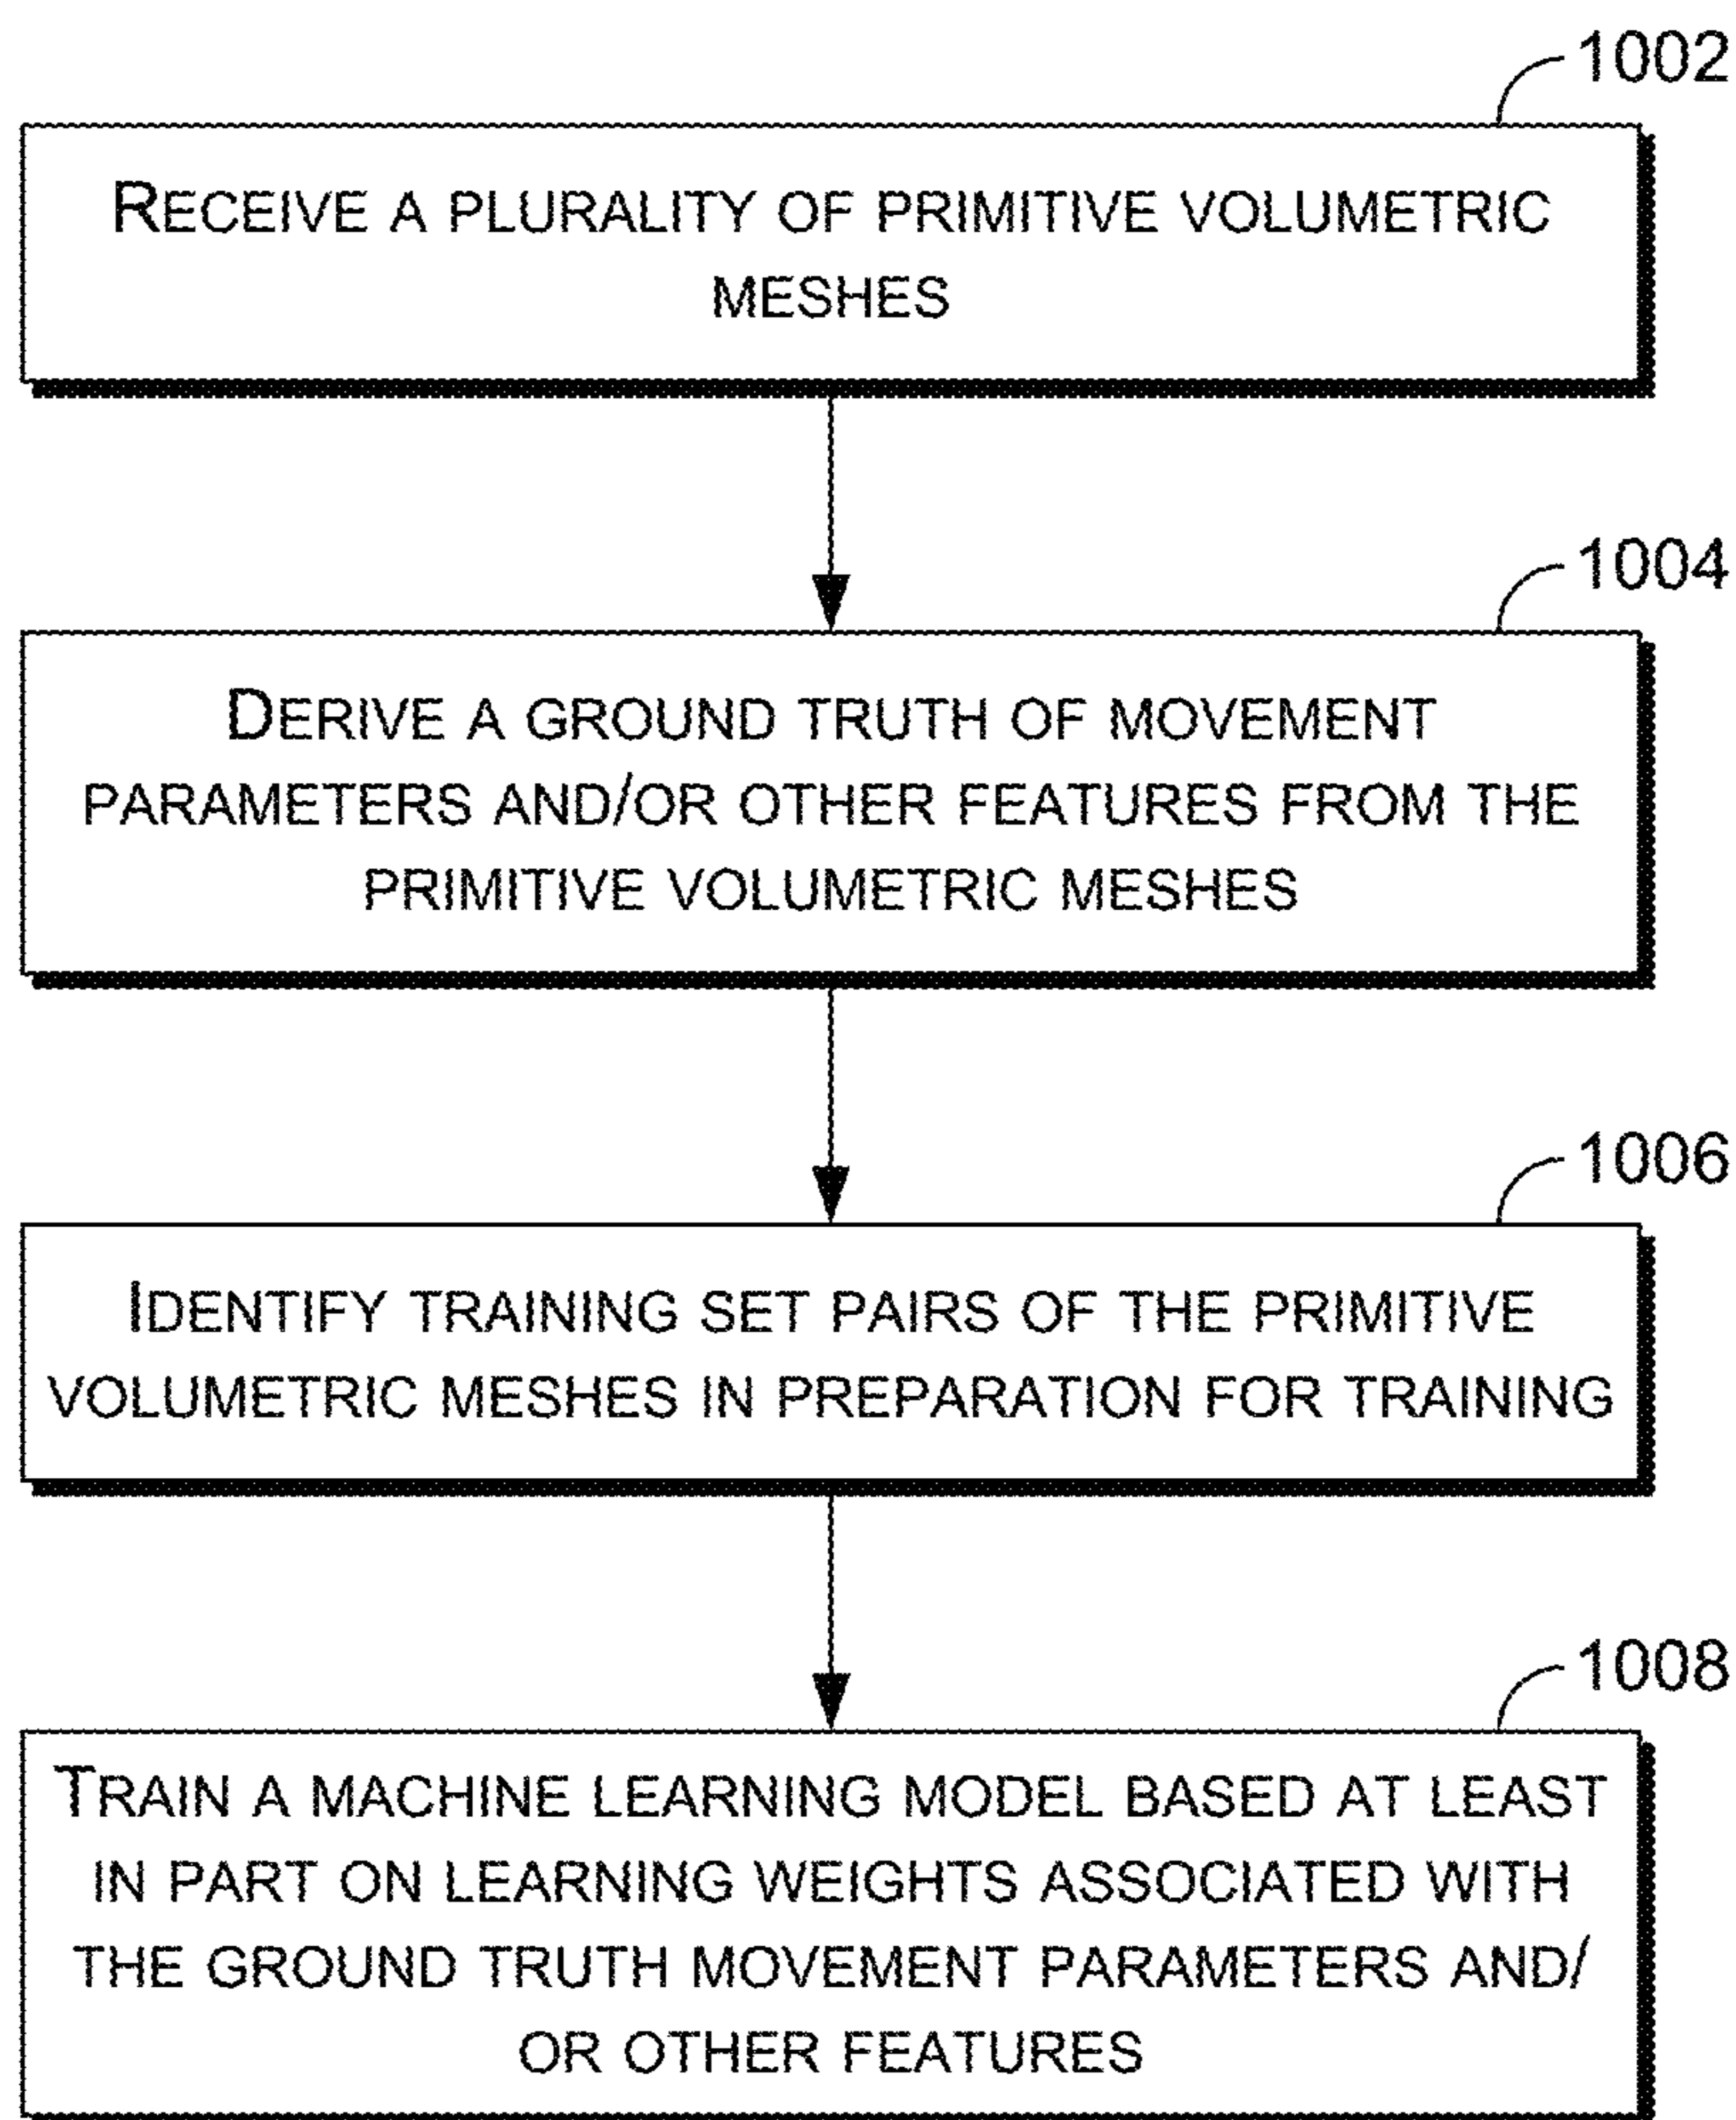 1002
RECEIVE A PLURALITY OF PRIMITIVE VOLUMETRIC
MESHES
1004
DERIVE A GROUND TRUTH OF MOVEMENT
PARAMETERS AND/OR OTHER FEATURES FROM THE
PRIMITIVE VOLUMETRIC MESHES
1006
IDENTIFY TRAINING SET PAIRS OF THE PRIMITIVE
VOLUMETRIC MESHES IN PREPARATION FOR TRAINING
1008
TRAIN A MACHINE LEARNING MODEL BASED AT LEAST
IN PART ON LEARNING WEIGHTS ASSOCIATED WITH
THE GROUND TRUTH MOVEMENT PARAMETERS AND/
OR OTHER FEATURES